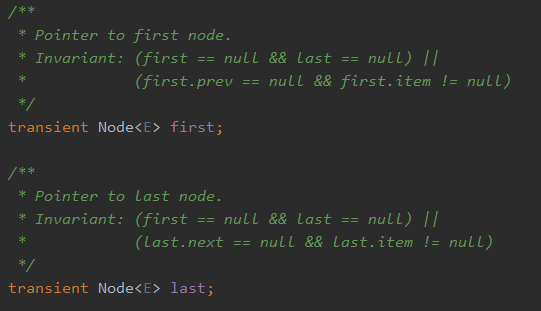 /**
 * Pointer to first node.
 * Invariant: (first == null && last == null) ||
 *            (first.prev == null && first.item != null)
 */
transient Node<E> first;

/**
 * Pointer to last node.
 * Invariant: (first == null && last == null) ||
 *            (last.next == null && last.item != null)
 */
transient Node<E> last;